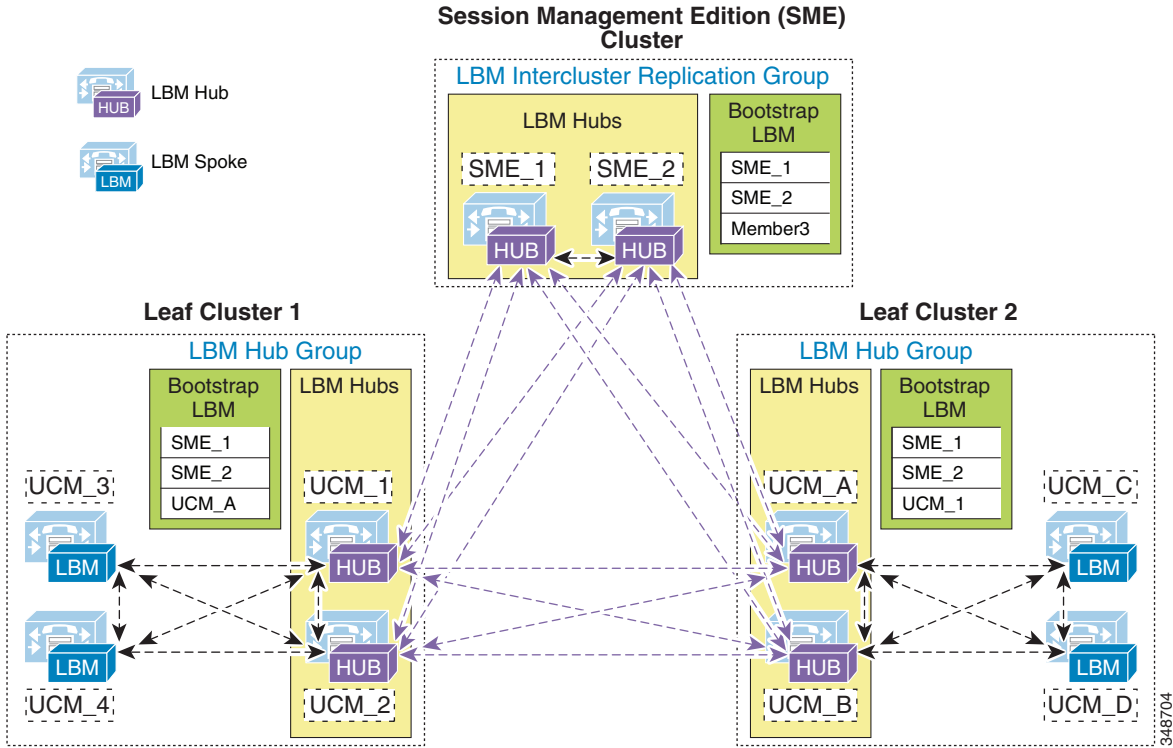 Session Management Edition (SME)
Cluster
LBM Intercluster Replication Group
LBM Hubs
SME_1
SME_2
HUB
HUB
Bootstrap
LBM
SME_1
SME_2
Member3
HUB
LBM Hub
LBM
LBM Spoke
Leaf Cluster 1
LBM Hub Group
Bootstrap
LBM
SME_1
SME_2
UCM_A
LBM Hubs
UCM_3
UCM_1
LBM
HUB
LBM
HUB
UCM_4
UCM_2
Leaf Cluster 2
LBM Hub Group
LBM Hubs
Bootstrap
LBM
SME_1
SME_2
UCM_1
UCM_A
UCM_C
HUB
LBM
HUB
LBM
UCM_B
UCM_D
348704